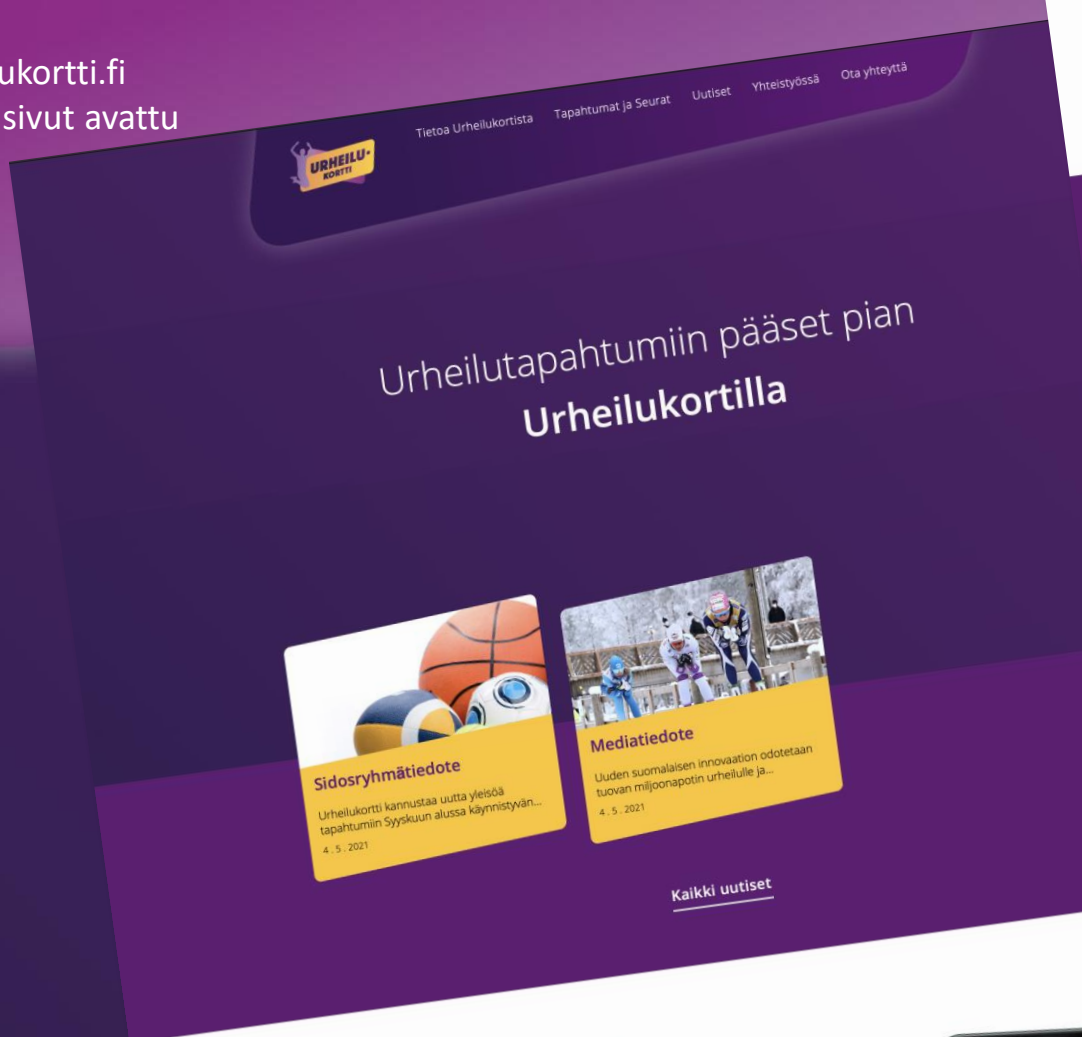 ukortti.fi
sivut avattu
URHEILU-
KORTTI
Tietoa Urheilukortista Tapahtumat ja Seurat Uutiset Yhteistyössä Ota yhteyttä
Urheilutapahtumiin pääset pian
Urheilukortilla
Sidosryhmätiedote
Urheilukortti kannustaa uutta yleisöä
tapahtumiin Syyskuun alussa käynnistyvän...
4 . 5 . 2021
Mediatiedote
Uuden suomalaisen innovaation odotetaan
tuovan miljoonapotin urheilulle ja...
4 . 5 . 2021
Kaikki uutiset